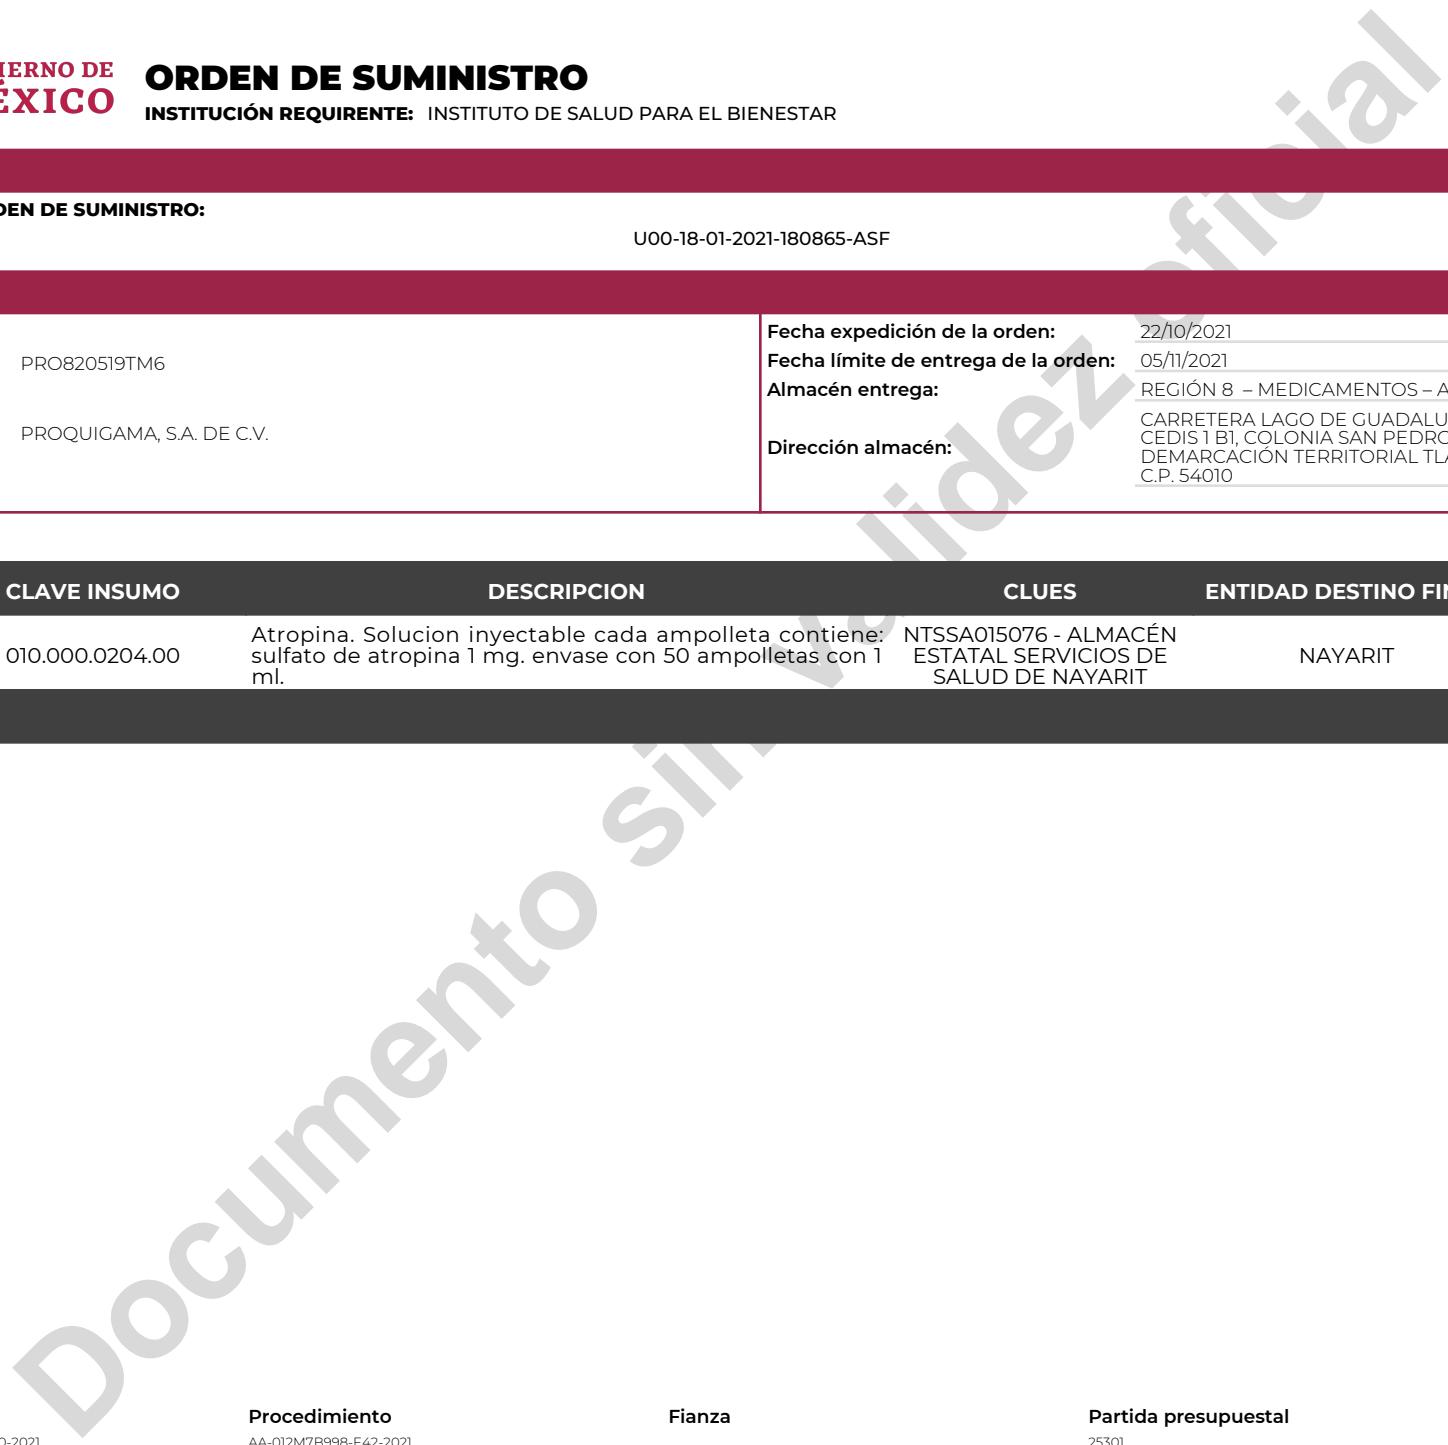 IERNO DE
ÉXICO
ORDEN DE SUMINISTRO
INSTITUCIÓN REQUIRENTE: INSTITUTO DE SALUD PARA EL BIENESTAR
DEN DE SUMINISTRO:
U00-18-01-2021-180865-ASF
PRO820519TM6
PROQUIGAMA, S.A. DE C.V.
Fecha expedición de la orden: 22/10/2021
Fecha límite de entrega de la orden: 05/11/2021
Almacén entrega: REGIÓN 8 – MEDICAMENTOS – A
Dirección almacén:
CARRETERA LAGO DE GUADALU
CEDIS 1 B1, COLONIA SAN PEDRO
DEMARCACIÓN TERRITORIAL TLA
C.P. 54010
CLAVE INSUMO DESCRIPCION CLUES ENTIDAD DESTINO FIN
010.000.0204.00
Atropina. Solucion inyectable cada ampolleta contiene:
sulfato de atropina 1 mg. envase con 50 ampolletas con 1
ml.
NTSSA015076 - ALMACÉN
ESTATAL SERVICIOS DE
SALUD DE NAYARIT
NAYARIT
Documento sin validez oficial
Procedimiento Fianza Partida presupuestal
0-2021 AA-012M7B998-E42-2021 25301